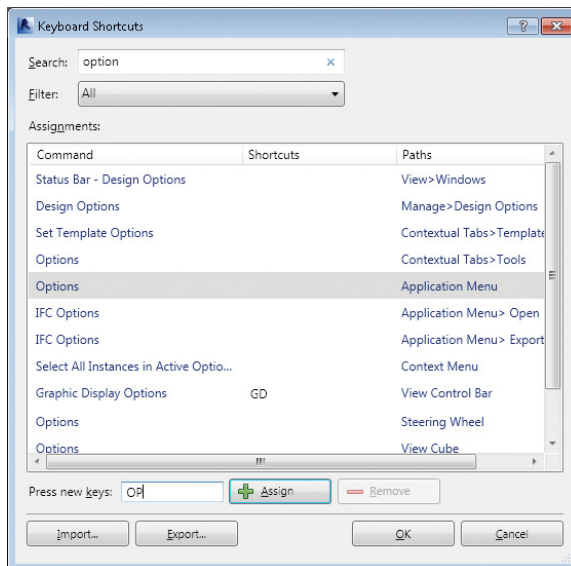 Keyboard Shortcuts
Search: option
Filter: All
Assignments:
Command Shortcuts Paths
Status Bar - Design Options View>Windows
Design Options Manage>Design Options
Set Template Options Contextual Tabs>Template
Options Contextual Tabs>Tools
Options Application Menu
IFC Options Application Menu> Open
IFC Options Application Menu> Export
Select All Instances in Active Optio... Context Menu
Graphic Display Options GD View Control Bar
Options Steering Wheel
Options View Cube
Press new keys: OP Assign Remove
Import... Export... OK Cancel